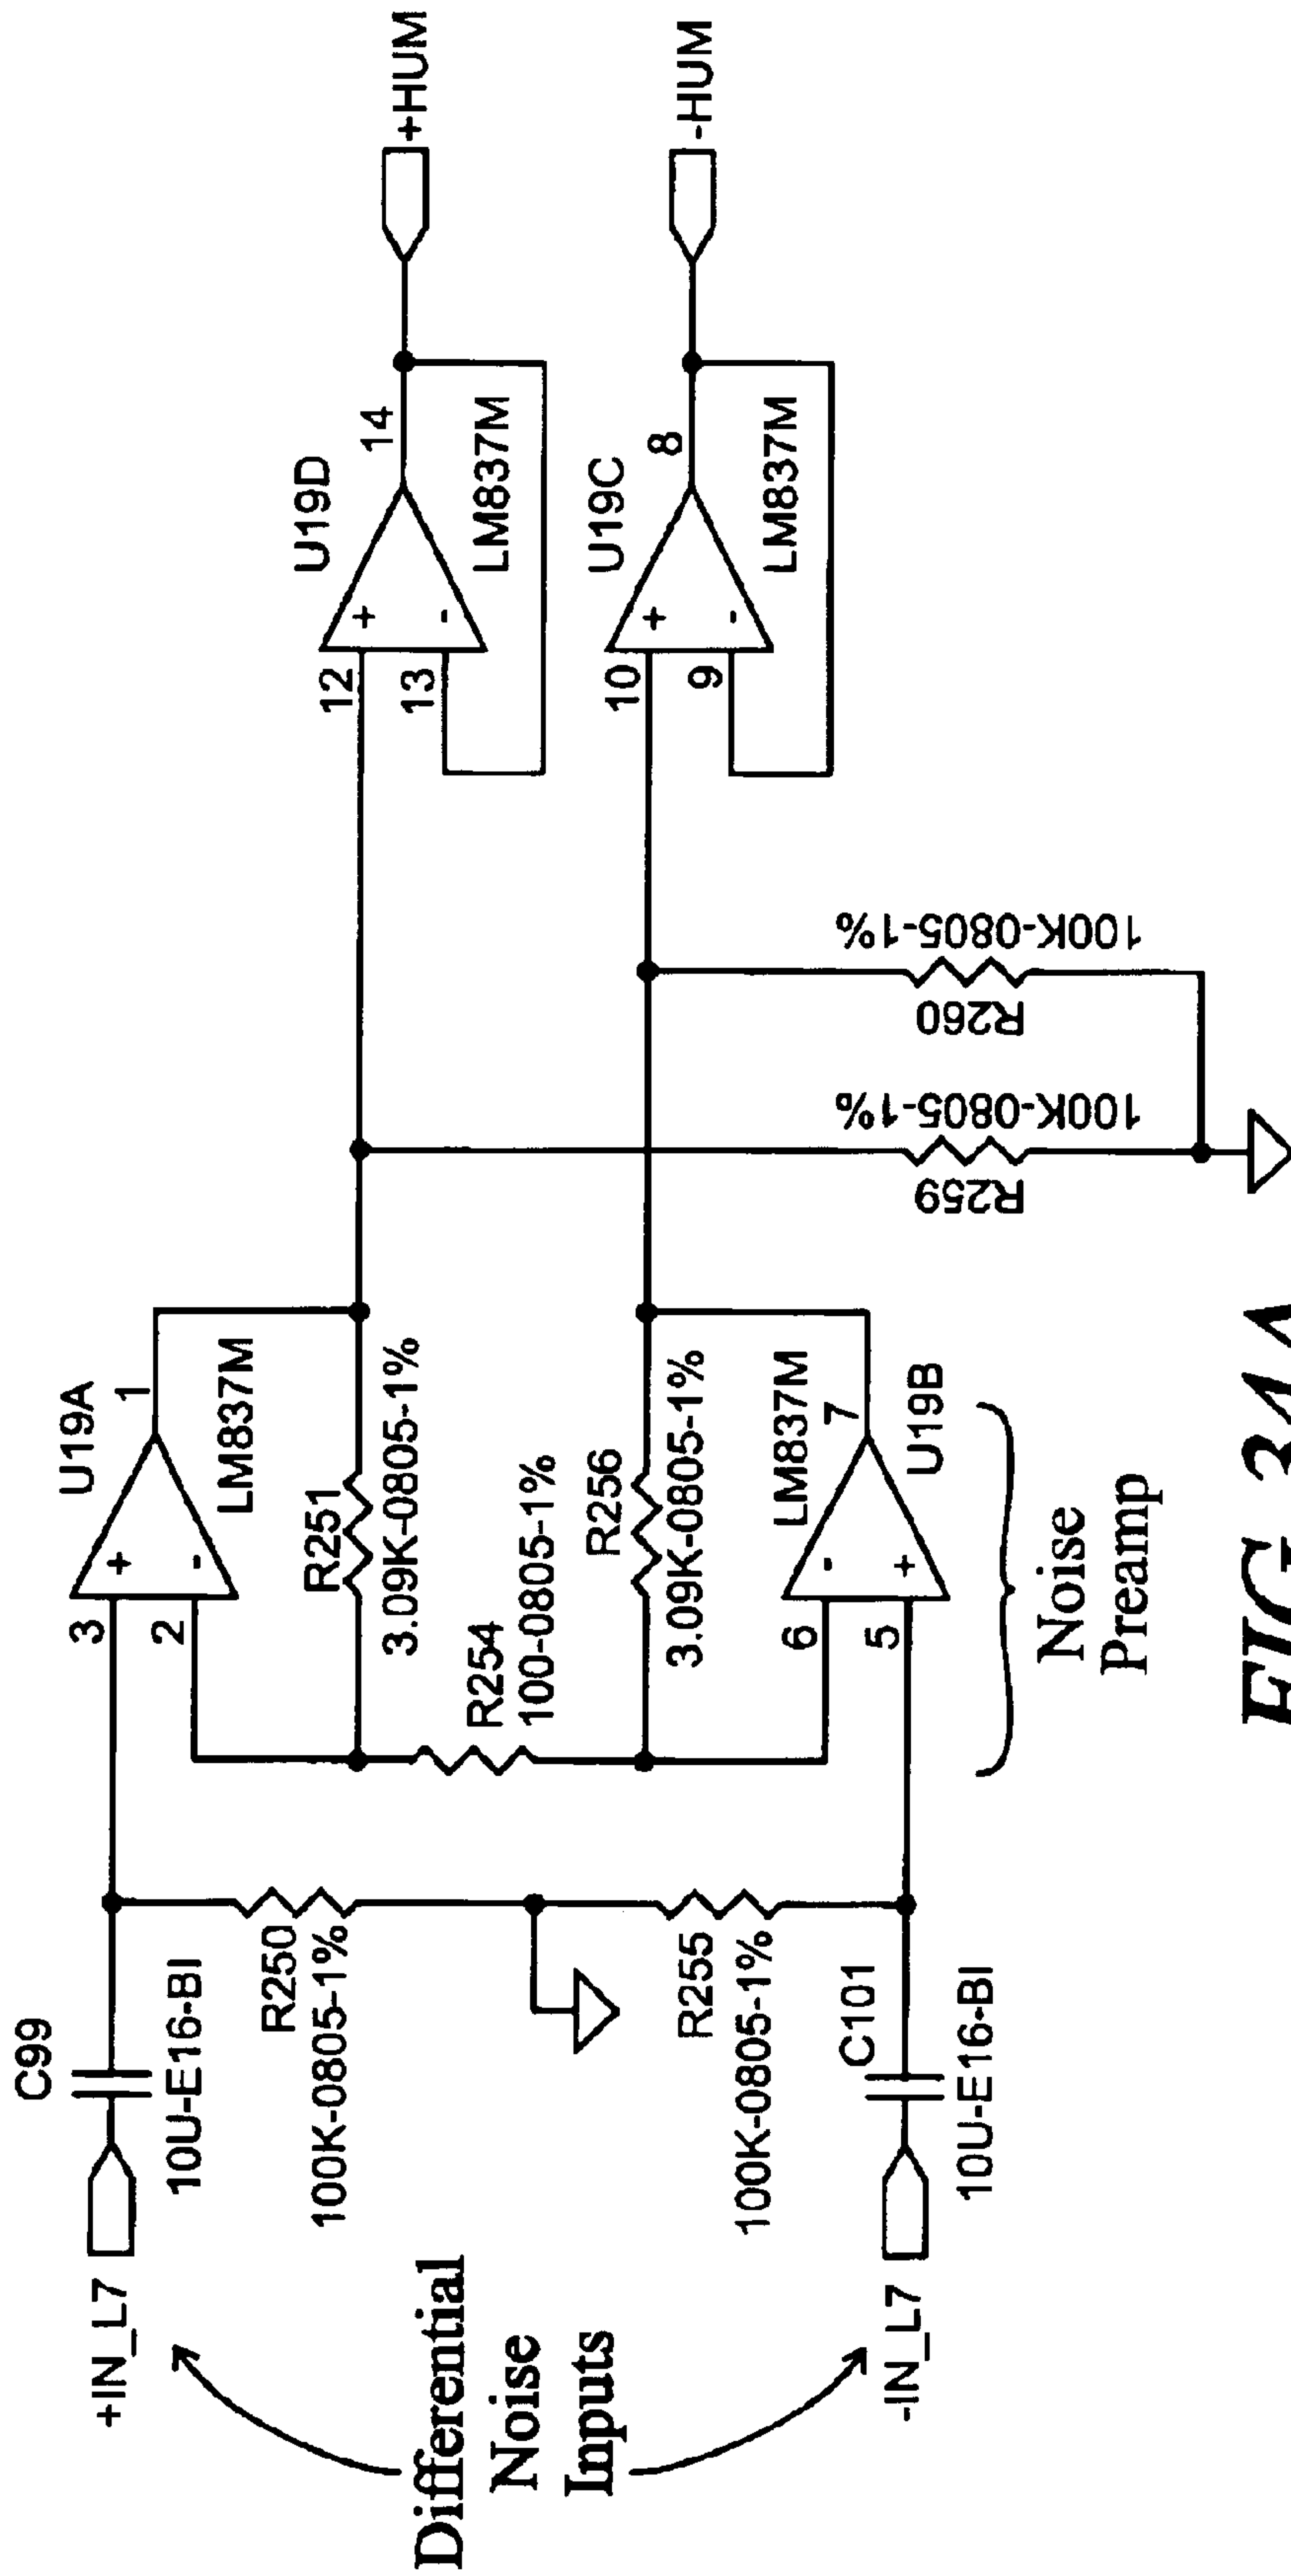 C99
+IN_L7
10U-E16-BI
R250
100K-0805-1%
Differential
Noise
Inputs
R255
100K-0805-1%
C101
-IN_L7
10U-E16-BI
U19A
3
2
+
-
1
LM837M
R251
3.09K-0805-1%
R254
100-0805-1%
R256
3.09K-0805-1%
LM837M
6
5
-
+
7
U19B
Noise
Preamp
R259
100K-0805-1%
R260
100K-0805-1%
U19D
12
13
+
-
14
LM837M
+HUM
U19C
10
9
+
-
8
LM837M
-HUM